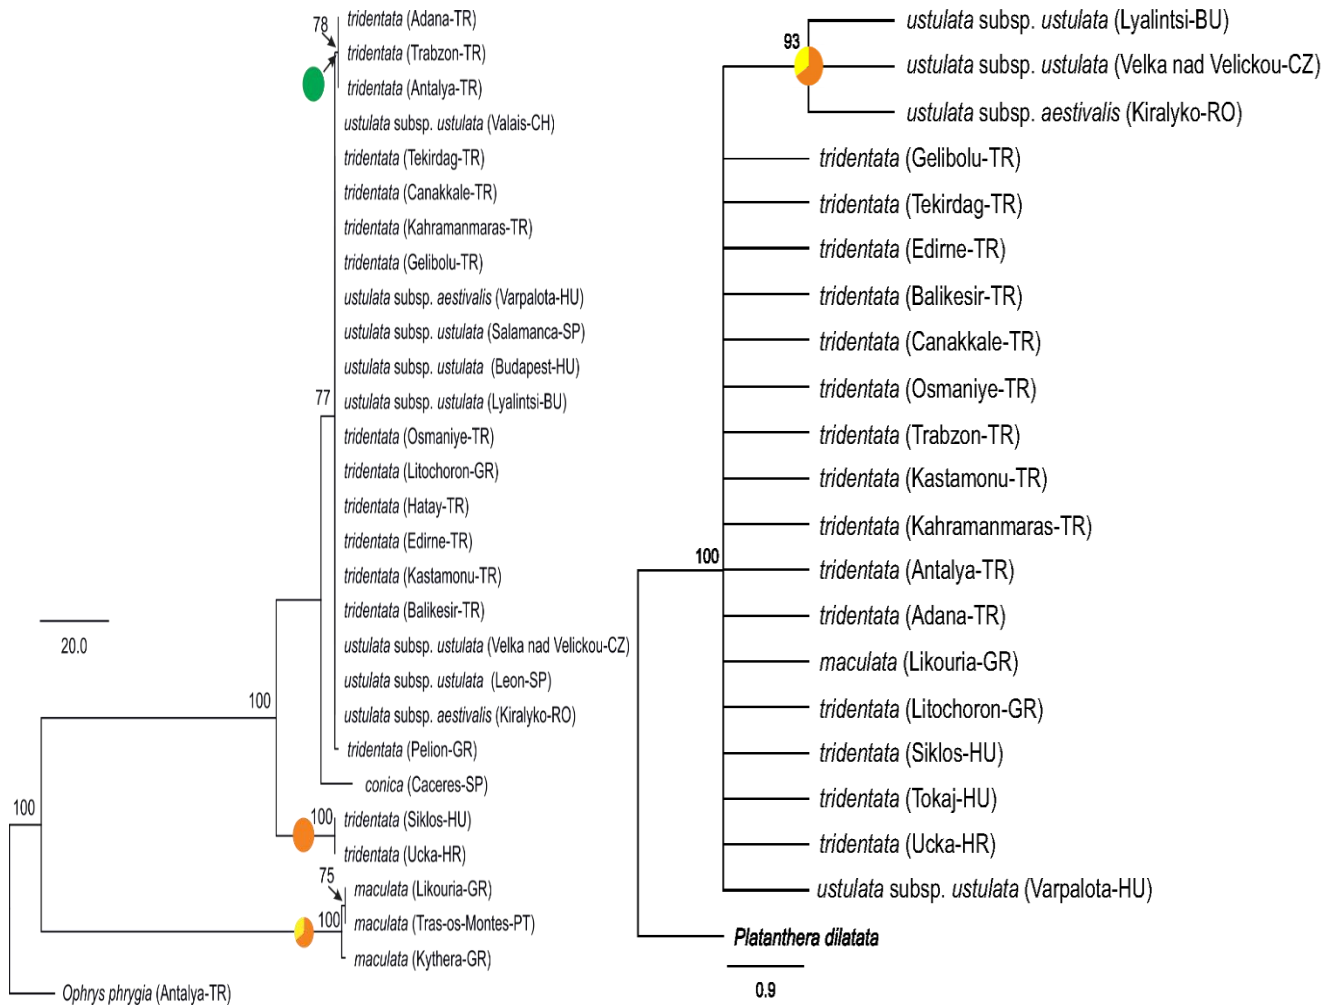 78
tridentata (Adana-TR)
tridentata (Trabzon-TR)
tridentata (Antalya-TR)
ustulata subsp. ustulata (Valais-CH)
tridentata (Tekirdag-TR)
tridentata (Canakkale-TR)
tridentata (Kahramanmaras-TR)
tridentata (Gelibolu-TR)
ustulata subsp. aestivalis (Varpalota-HU)
ustulata subsp. ustulata (Salamanca-SP)
ustulata subsp. ustulata (Budapest-HU)
77
ustulata subsp. ustulata (Lyalintsi-BU)
tridentata (Osmaniye-TR)
tridentata (Litochoron-GR)
tridentata (Hatay-TR)
tridentata (Edirne-TR)
tridentata (Kastamonu-TR)
tridentata (Balikesir-TR)
20.0
ustulata subsp. ustulata (Velka nad Velickou-CZ)
ustulata subsp. ustulata (Leon-SP)
100
ustulata subsp. aestivalis (Kiralyko-RO)
tridentata (Pelion-GR)
conica (Caceres-SP)
100
100
tridentata (Siklos-HU)
tridentata (Ucka-HR)
75
maculata (Likouria-GR)
100
maculata (Tras-os-Montes-PT)
maculata (Kythera-GR)
Ophrys phrygia (Antalya-TR)
ustulata subsp. ustulata (Lyalintsi-BU)
93
ustulata subsp. ustulata (Velka nad Velickou-CZ)
ustulata subsp. aestivalis (Kiralyko-RO)
tridentata (Gelibolu-TR)
tridentata (Tekirdag-TR)
tridentata (Edirne-TR)
tridentata (Balikesir-TR)
tridentata (Canakkale-TR)
tridentata (Osmaniye-TR)
tridentata (Trabzon-TR)
tridentata (Kastamonu-TR)
tridentata (Kahramanmaras-TR)
100
tridentata (Antalya-TR)
tridentata (Adana-TR)
maculata (Likouria-GR)
tridentata (Litochoron-GR)
tridentata (Siklos-HU)
tridentata (Tokaj-HU)
tridentata (Ucka-HR)
ustulata subsp. ustulata (Varpalota-HU)
Platanthera dilatata
0.9